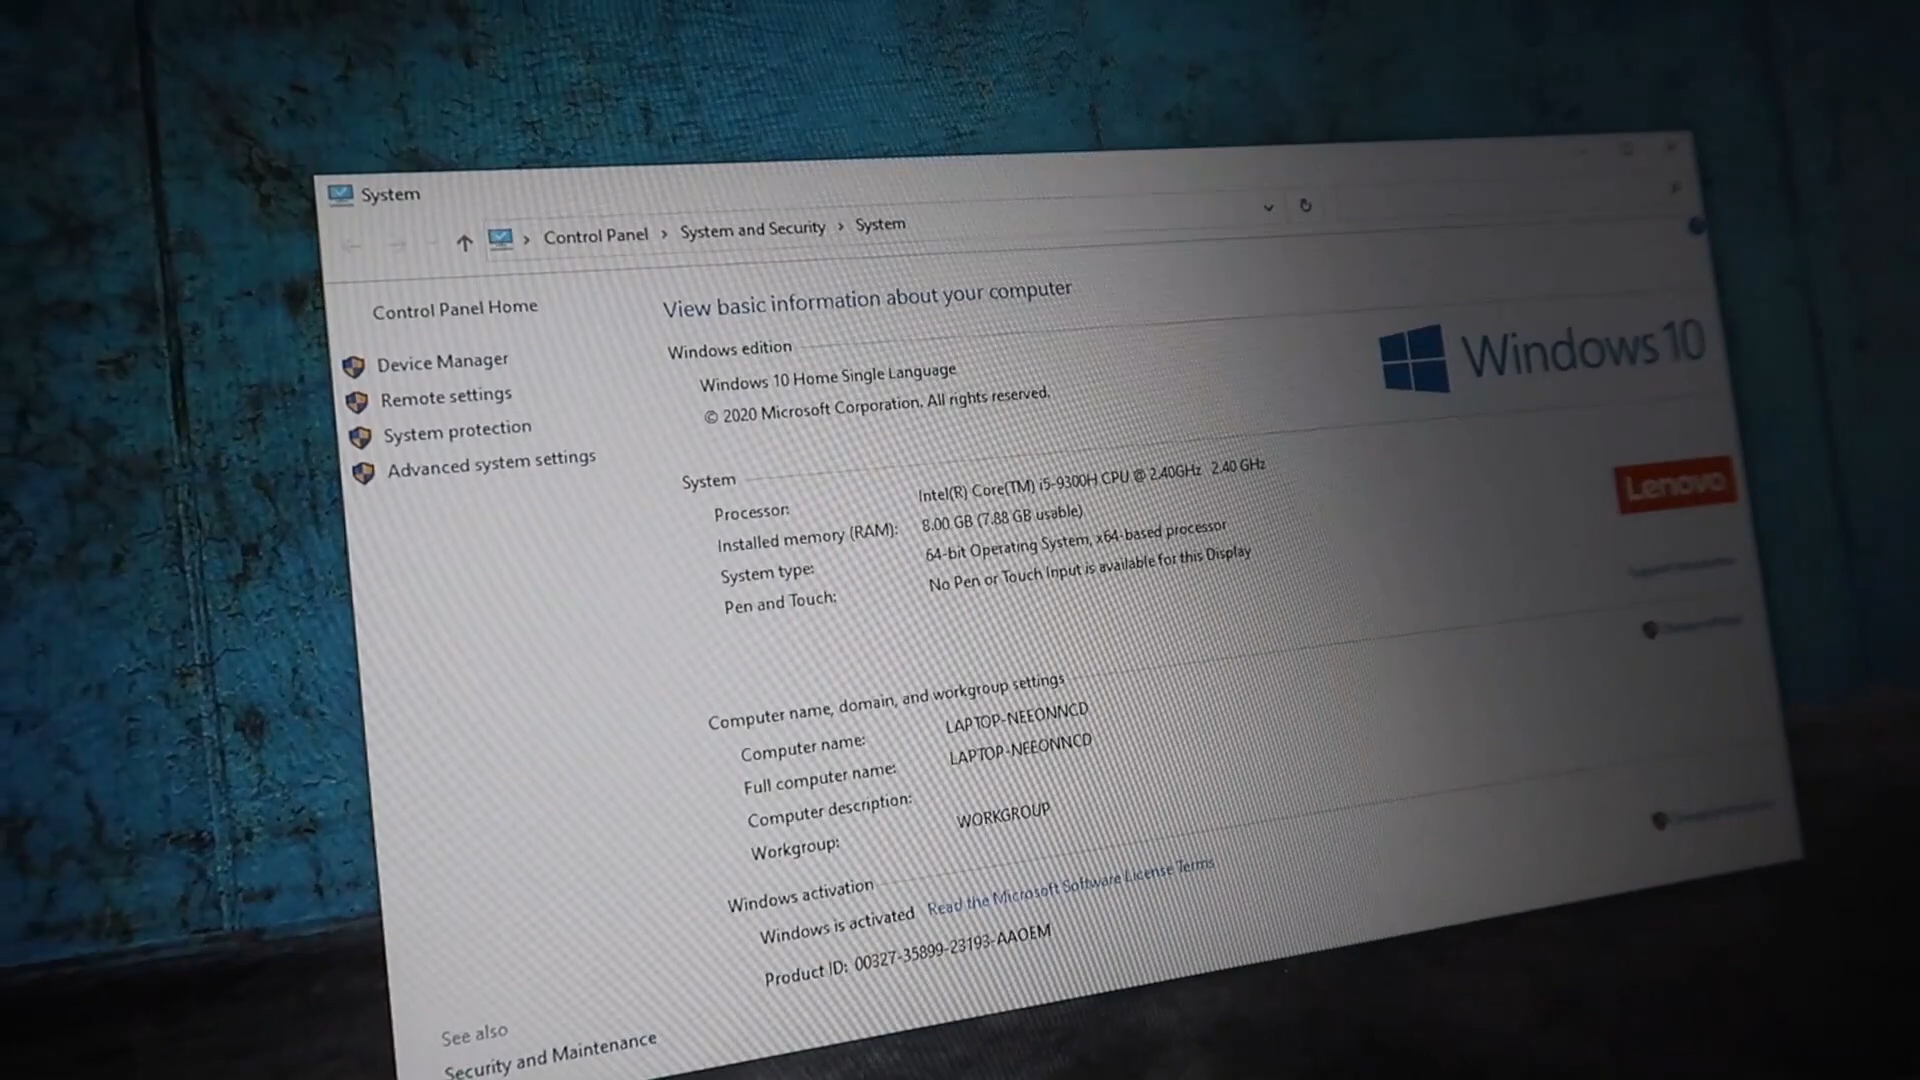 System
Control Panel › System and Security › System
Control Panel Home
Device Manager
Remote settings
System protection
Advanced system settings
View basic information about your computer
Windows edition
Windows 10 Home Single Language
© 2020 Microsoft Corporation. All rights reserved.
Windows 10
System
Processor: Intel(R) Core(TM) i5-9300H CPU @ 2.40GHz 2.40 GHz
Installed memory (RAM): 8.00 GB (7.88 GB usable)
System type: 64-bit Operating System, x64-based processor
Pen and Touch: No Pen or Touch Input is available for this Display
Lenovo
Computer name, domain, and workgroup settings
Computer name: LAPTOP-NEEONNCD
Full computer name: LAPTOP-NEEONNCD
Computer description:
Workgroup: WORKGROUP
Windows activation
Windows is activated Read the Microsoft Software License Terms
Product ID: 00327-35899-23193-AAOEM
See also
Security and Maintenance